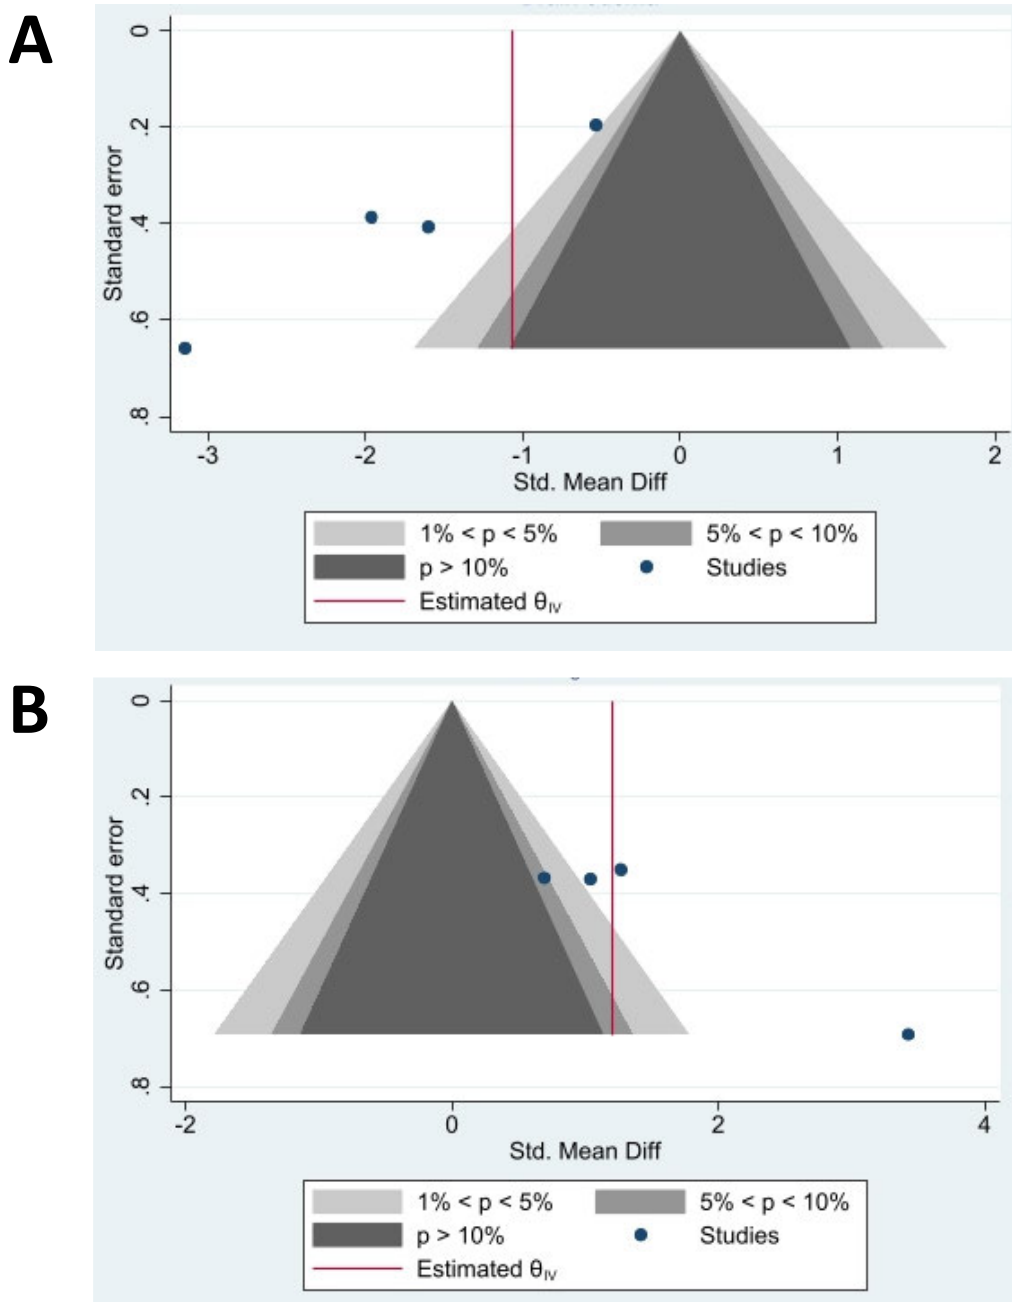 A
0
.2
.4
.6
.8
Standard error
-3 -2 -1 0 1 2
Std. Mean Diff
1% < p < 5% 5% < p < 10%
p > 10% Studies
Estimated θIV
B
0
.2
.4
.6
.8
Standard error
-2 0 2 4
Std. Mean Diff
1% < p < 5% 5% < p < 10%
p > 10% Studies
Estimated θIV